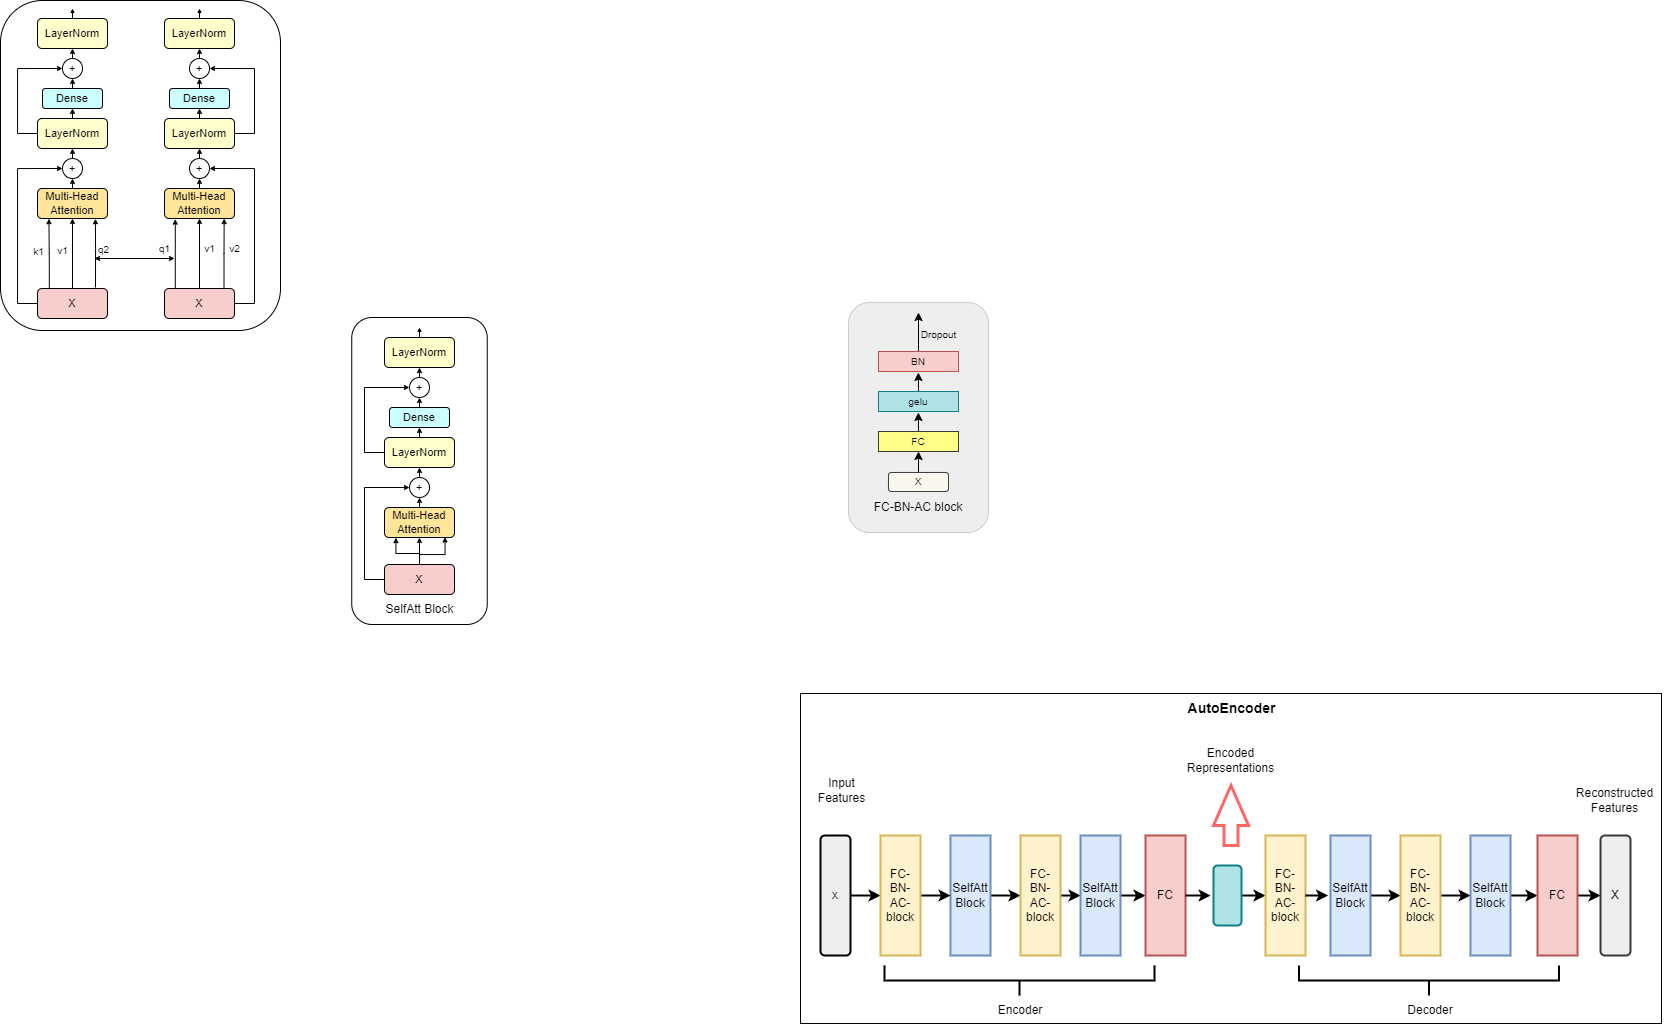 LayerNorm
LayerNorm
+
+
Dense
Dense
LayerNorm
LayerNorm
+
+
Multi-Head
Attention
Multi-Head
Attention
k1
v1
q2
q1
v1
v2
X
X
LayerNorm
+
Dense
LayerNorm
+
Multi-Head
Attention
X
SelfAtt Block
Dropout
BN
gelu
FC
X
FC-BN-AC block
AutoEncoder
Encoded
Representations
Input
Features
Reconstructed
Features
x
FC-
BN-
AC-
block
SelfAtt
Block
FC-
BN-
AC-
block
SelfAtt
Block
FC
FC-
BN-
AC-
block
SelfAtt
Block
FC-
BN-
AC-
block
SelfAtt
Block
FC
X
Encoder
Decoder